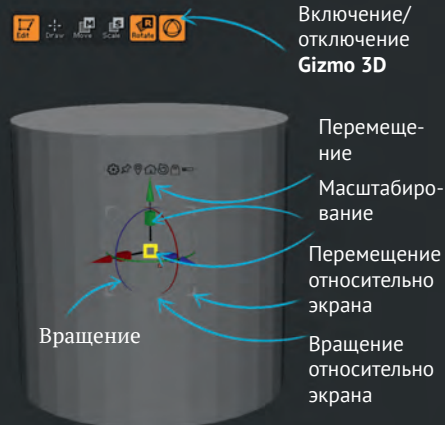 Включение/
отключение
Gizmo 3D
Edit Draw Move Scale Rotate
Перемеще-
ние
Масштабиро-
вание
Перемещение
относительно
экрана
Вращение
Вращение
относительно
экрана